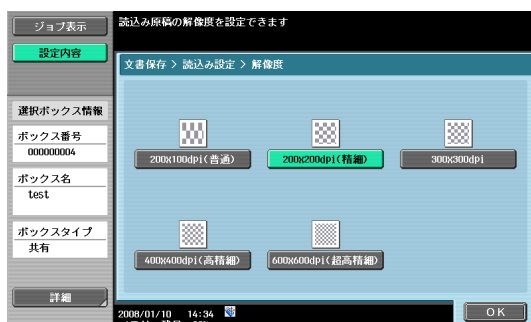 ジョブ表示
設定内容
読込み原稿の解像度を設定できます
文書保存 > 読込み設定 > 解像度
選択ボックス情報
ボックス番号
000000004
ボックス名
test
ボックスタイプ
共有
詳細
200x100dpi(普通)
200x200dpi(精細)
300x300dpi
400x400dpi(高精細)
600x600dpi(超高精細)
2008/01/10 14:34
OK